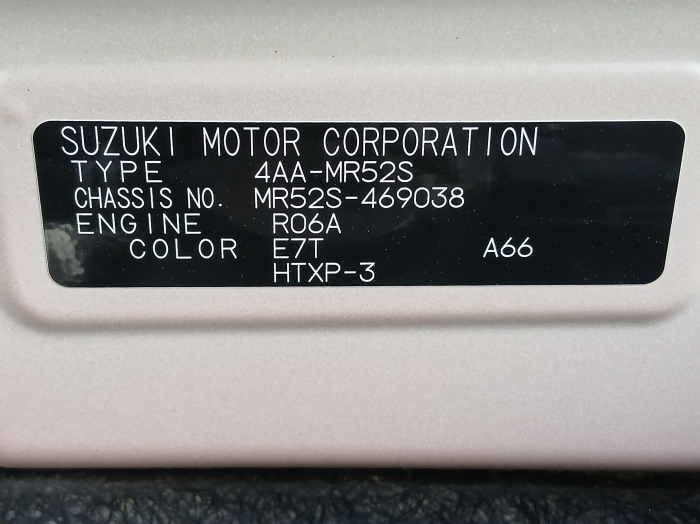 SUZUKI MOTOR CORPORATION
TYPE 4AA-MR52S
CHASSIS NO. MR52S-469038
ENGINE R06A
COLOR E7T A66
HTXP-3